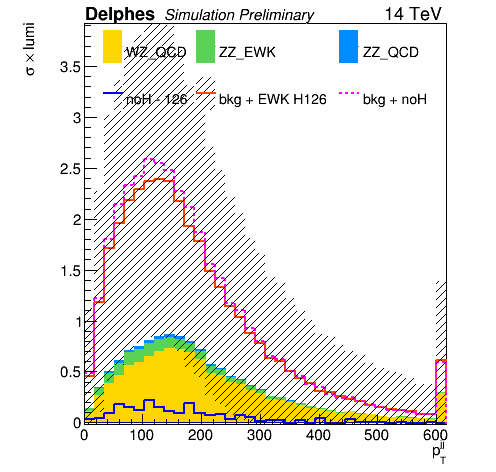 Delphes Simulation Preliminary 14 TeV
σ × lumi
WZ_QCD ZZ_EWK ZZ_QCD
noH - 126 bkg + EWK H126 bkg + noH
3.5
3
2.5
2
1.5
1
0.5
0
0 100 200 300 400 500 600
p_T^ll